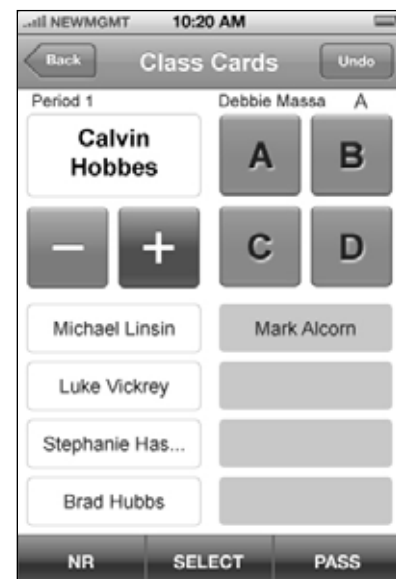 ...ll NEWMGMT 10:20 AM
Back Class Cards Undo
Period 1 Debbie Massa A
Calvin
Hobbes
A B
− +
C D
Michael Linsin Mark Alcorn
Luke Vickrey
Stephanie Has...
Brad Hubbs
NR SELECT PASS